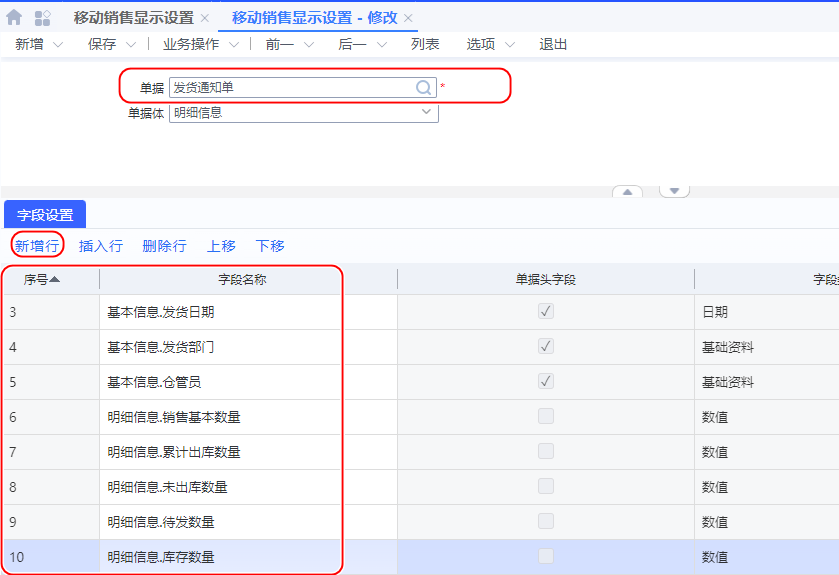 移动销售显示设置 移动销售显示设置 - 修改
新增 保存 业务操作 前一 后一 列表 选项 退出
单据 发货通知单 *
单据体 明细信息
字段设置
新增行 插入行 删除行 上移 下移
序号 字段名称 单据头字段 字段
3 基本信息.发货日期 日期
4 基本信息.发货部门 基础资料
5 基本信息.仓管员 基础资料
6 明细信息.销售基本数量 数值
7 明细信息.累计出库数量 数值
8 明细信息.未出库数量 数值
9 明细信息.待发数量 数值
10 明细信息.库存数量 数值